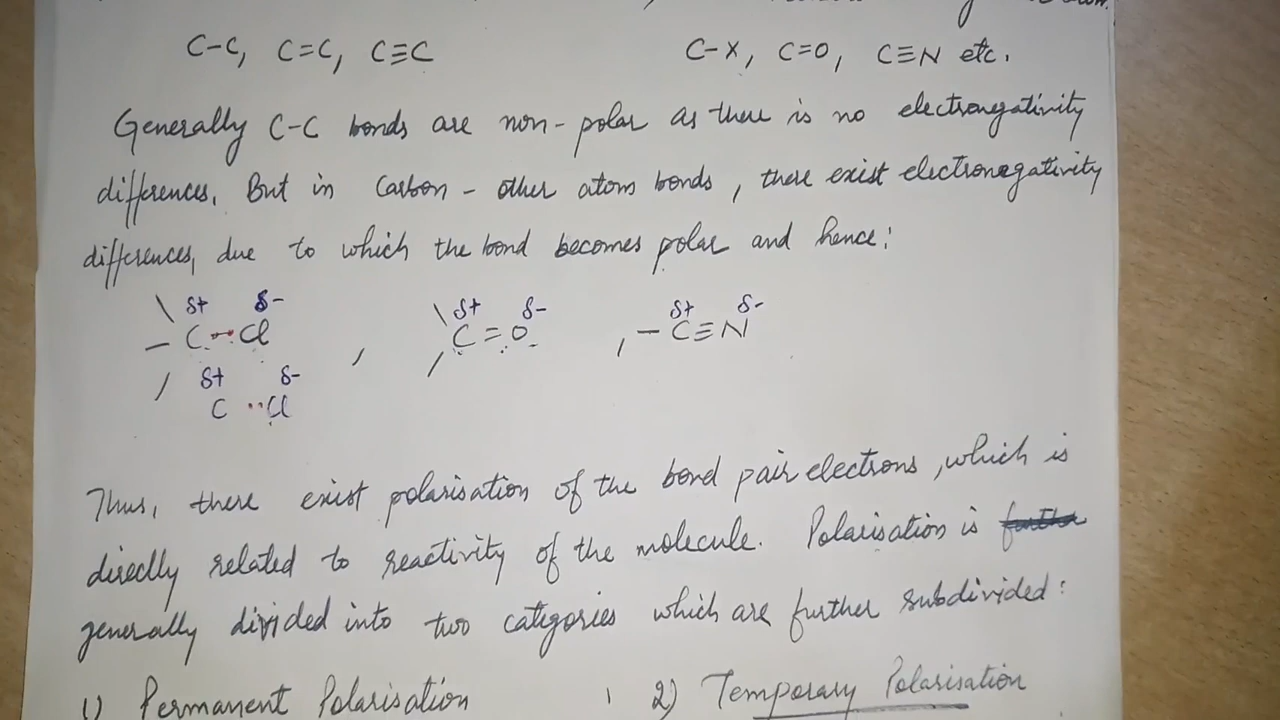 C-C, C=C, C≡C    C-X, C=O, C≡N etc.
Generally C-C bonds are non-polar as there is no electronegativity
differences. But in Carbon - other atom bonds, there exist electronegativity
differences, due to which the bond becomes polar and hence:
δ+ δ-    δ+ δ-    δ+ δ-
- C Cl , C=O , - C≡N
δ+ δ-
C ·· Cl
Thus, there exist polarisation of the bond pair electrons, which is
directly related to reactivity of the molecule. Polarisation is
generally divided into two categories which are further subdivided:
1) Permanent Polarisation    2) Temporary Polarisation